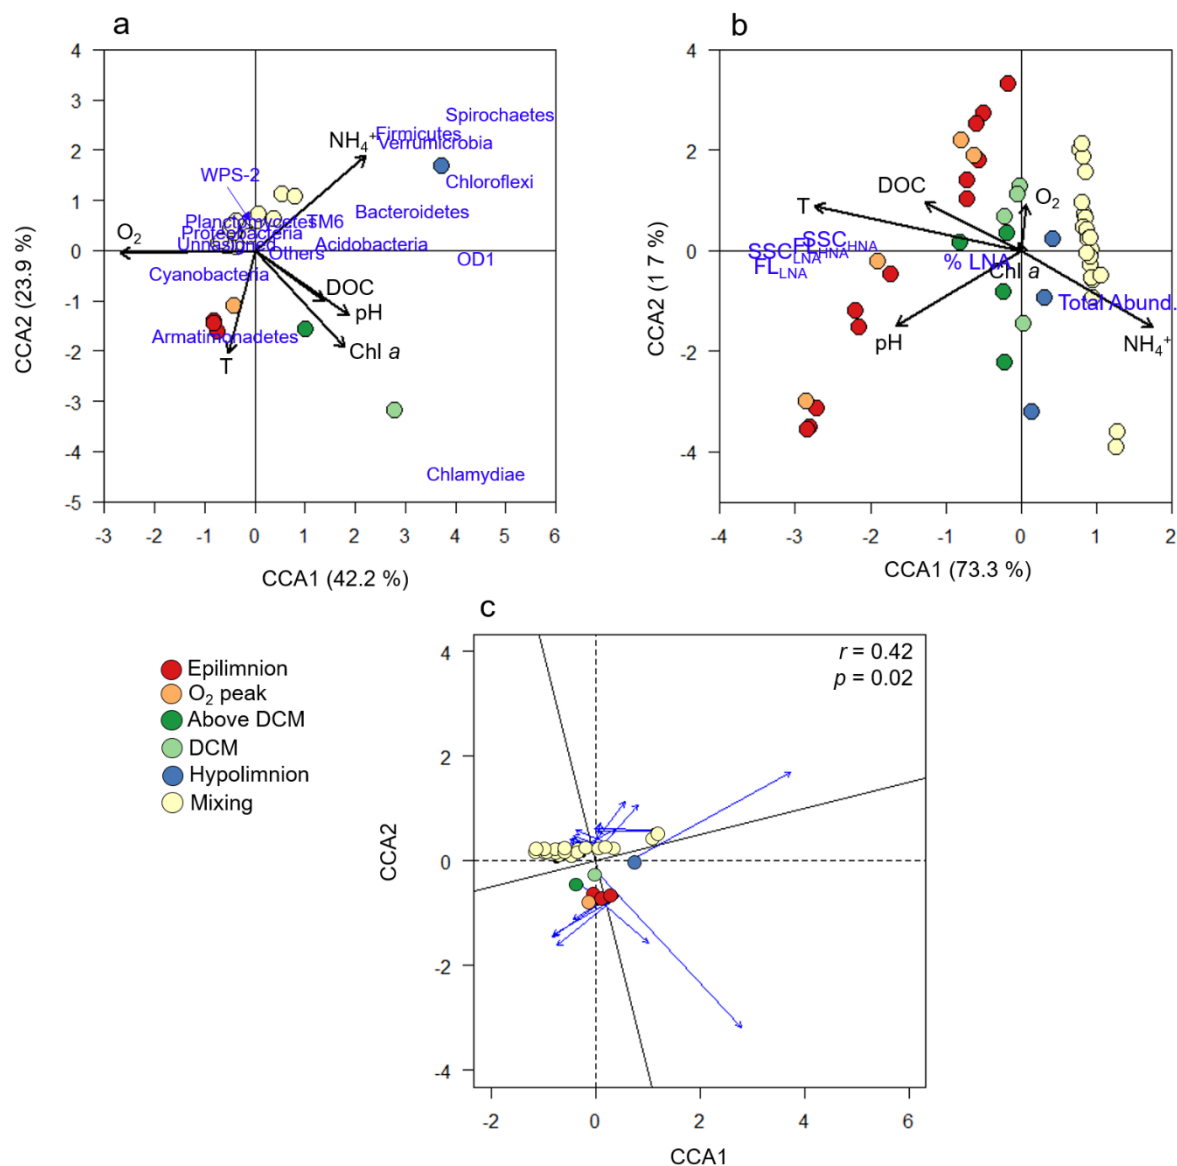 a
4
3
2
1
0
-1
-2
-3
-4
-5
CCA2 (23.9 %)
Spirochaetes
Firmicutes
NH4+
Verrumicrobia
WPS-2
Chloroflexi
Bacteroidetes
Planctomycetes
TM6
O2
Proteobacteria
Unnasigned
Acidobacteria
Others
OD1
Cyanobacteria
DOC
pH
Armatimonadetes
Chl a
T
Chlamydiae
-3 -2 -1 0 1 2 3 4 5 6
CCA1 (42.2 %)
b
4
2
0
-2
-4
CCA2 (17 %)
DOC
O2
T
SSCHNA
SSCLNA
FLHNA
FLLNA
% LNA
Chl a
Total Abund.
pH
NH4+
-3 -2 -1 0 1 2
CCA1 (73.3 %)
Epilimnion
O2 peak
Above DCM
DCM
Hypolimnion
Mixing
c
r = 0.42
p = 0.02
4
2
0
-2
-4
CCA2
-2 0 2 4 6
CCA1